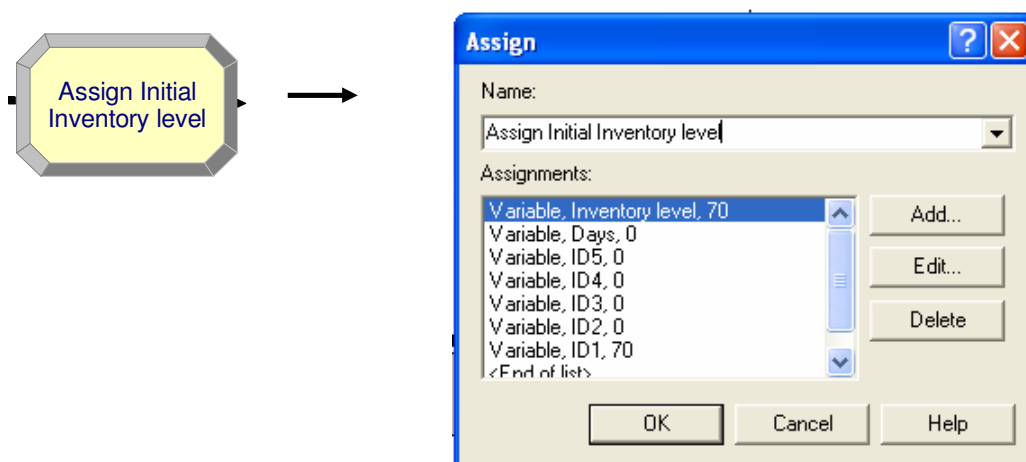 Assign Initial
Inventory level
Assign
?
Name:
Assign Initial Inventory level
Assignments:
Variable, Inventory level, 70
Variable, Days, 0
Variable, ID5, 0
Variable, ID4, 0
Variable, ID3, 0
Variable, ID2, 0
Variable, ID1, 70
<End of list>
Add...
Edit...
Delete
OK
Cancel
Help